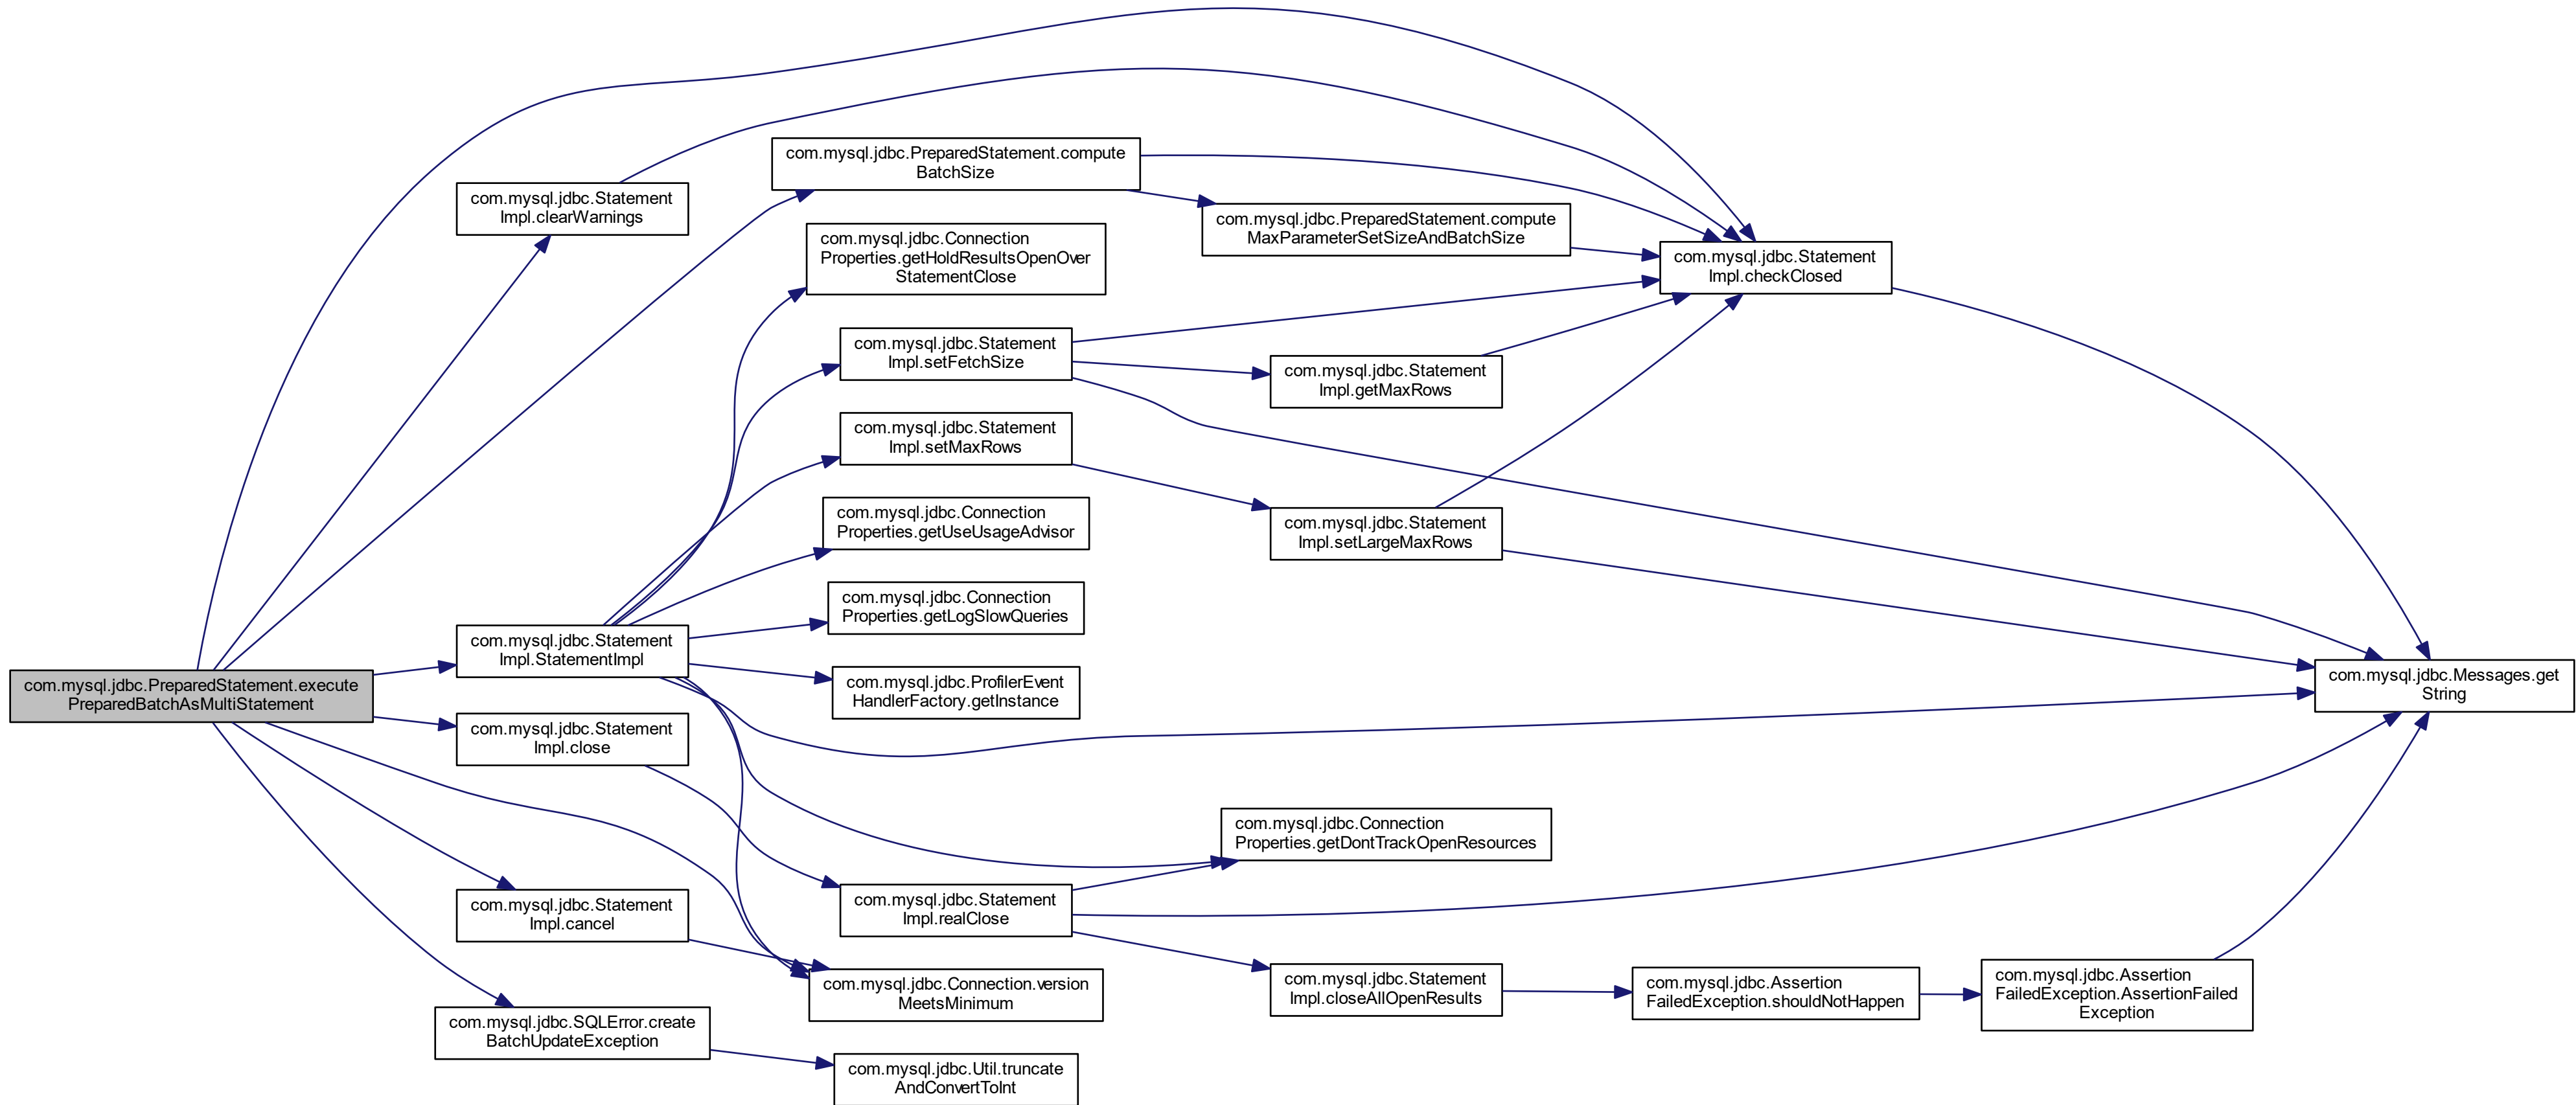 com.mysql.jdbc.PreparedStatement.execute
PreparedBatchAsMultiStatement
com.mysql.jdbc.Statement
Impl.clearWarnings
com.mysql.jdbc.Statement
Impl.StatementImpl
com.mysql.jdbc.Statement
Impl.close
com.mysql.jdbc.Statement
Impl.cancel
com.mysql.jdbc.SQLError.create
BatchUpdateException
com.mysql.jdbc.PreparedStatement.compute
BatchSize
com.mysql.jdbc.Connection
Properties.getHoldResultsOpenOver
StatementClose
com.mysql.jdbc.Statement
Impl.setFetchSize
com.mysql.jdbc.Statement
Impl.setMaxRows
com.mysql.jdbc.Connection
Properties.getUseUsageAdvisor
com.mysql.jdbc.Connection
Properties.getLogSlowQueries
com.mysql.jdbc.ProfilerEvent
HandlerFactory.getInstance
com.mysql.jdbc.Statement
Impl.realClose
com.mysql.jdbc.Connection.version
MeetsMinimum
com.mysql.jdbc.Util.truncate
AndConvertToInt
com.mysql.jdbc.PreparedStatement.compute
MaxParameterSetSizeAndBatchSize
com.mysql.jdbc.Statement
Impl.getMaxRows
com.mysql.jdbc.Statement
Impl.setLargeMaxRows
com.mysql.jdbc.Connection
Properties.getDontTrackOpenResources
com.mysql.jdbc.Statement
Impl.closeAllOpenResults
com.mysql.jdbc.Statement
Impl.checkClosed
com.mysql.jdbc.Assertion
FailedException.shouldNotHappen
com.mysql.jdbc.Assertion
FailedException.AssertionFailed
Exception
com.mysql.jdbc.Messages.get
String